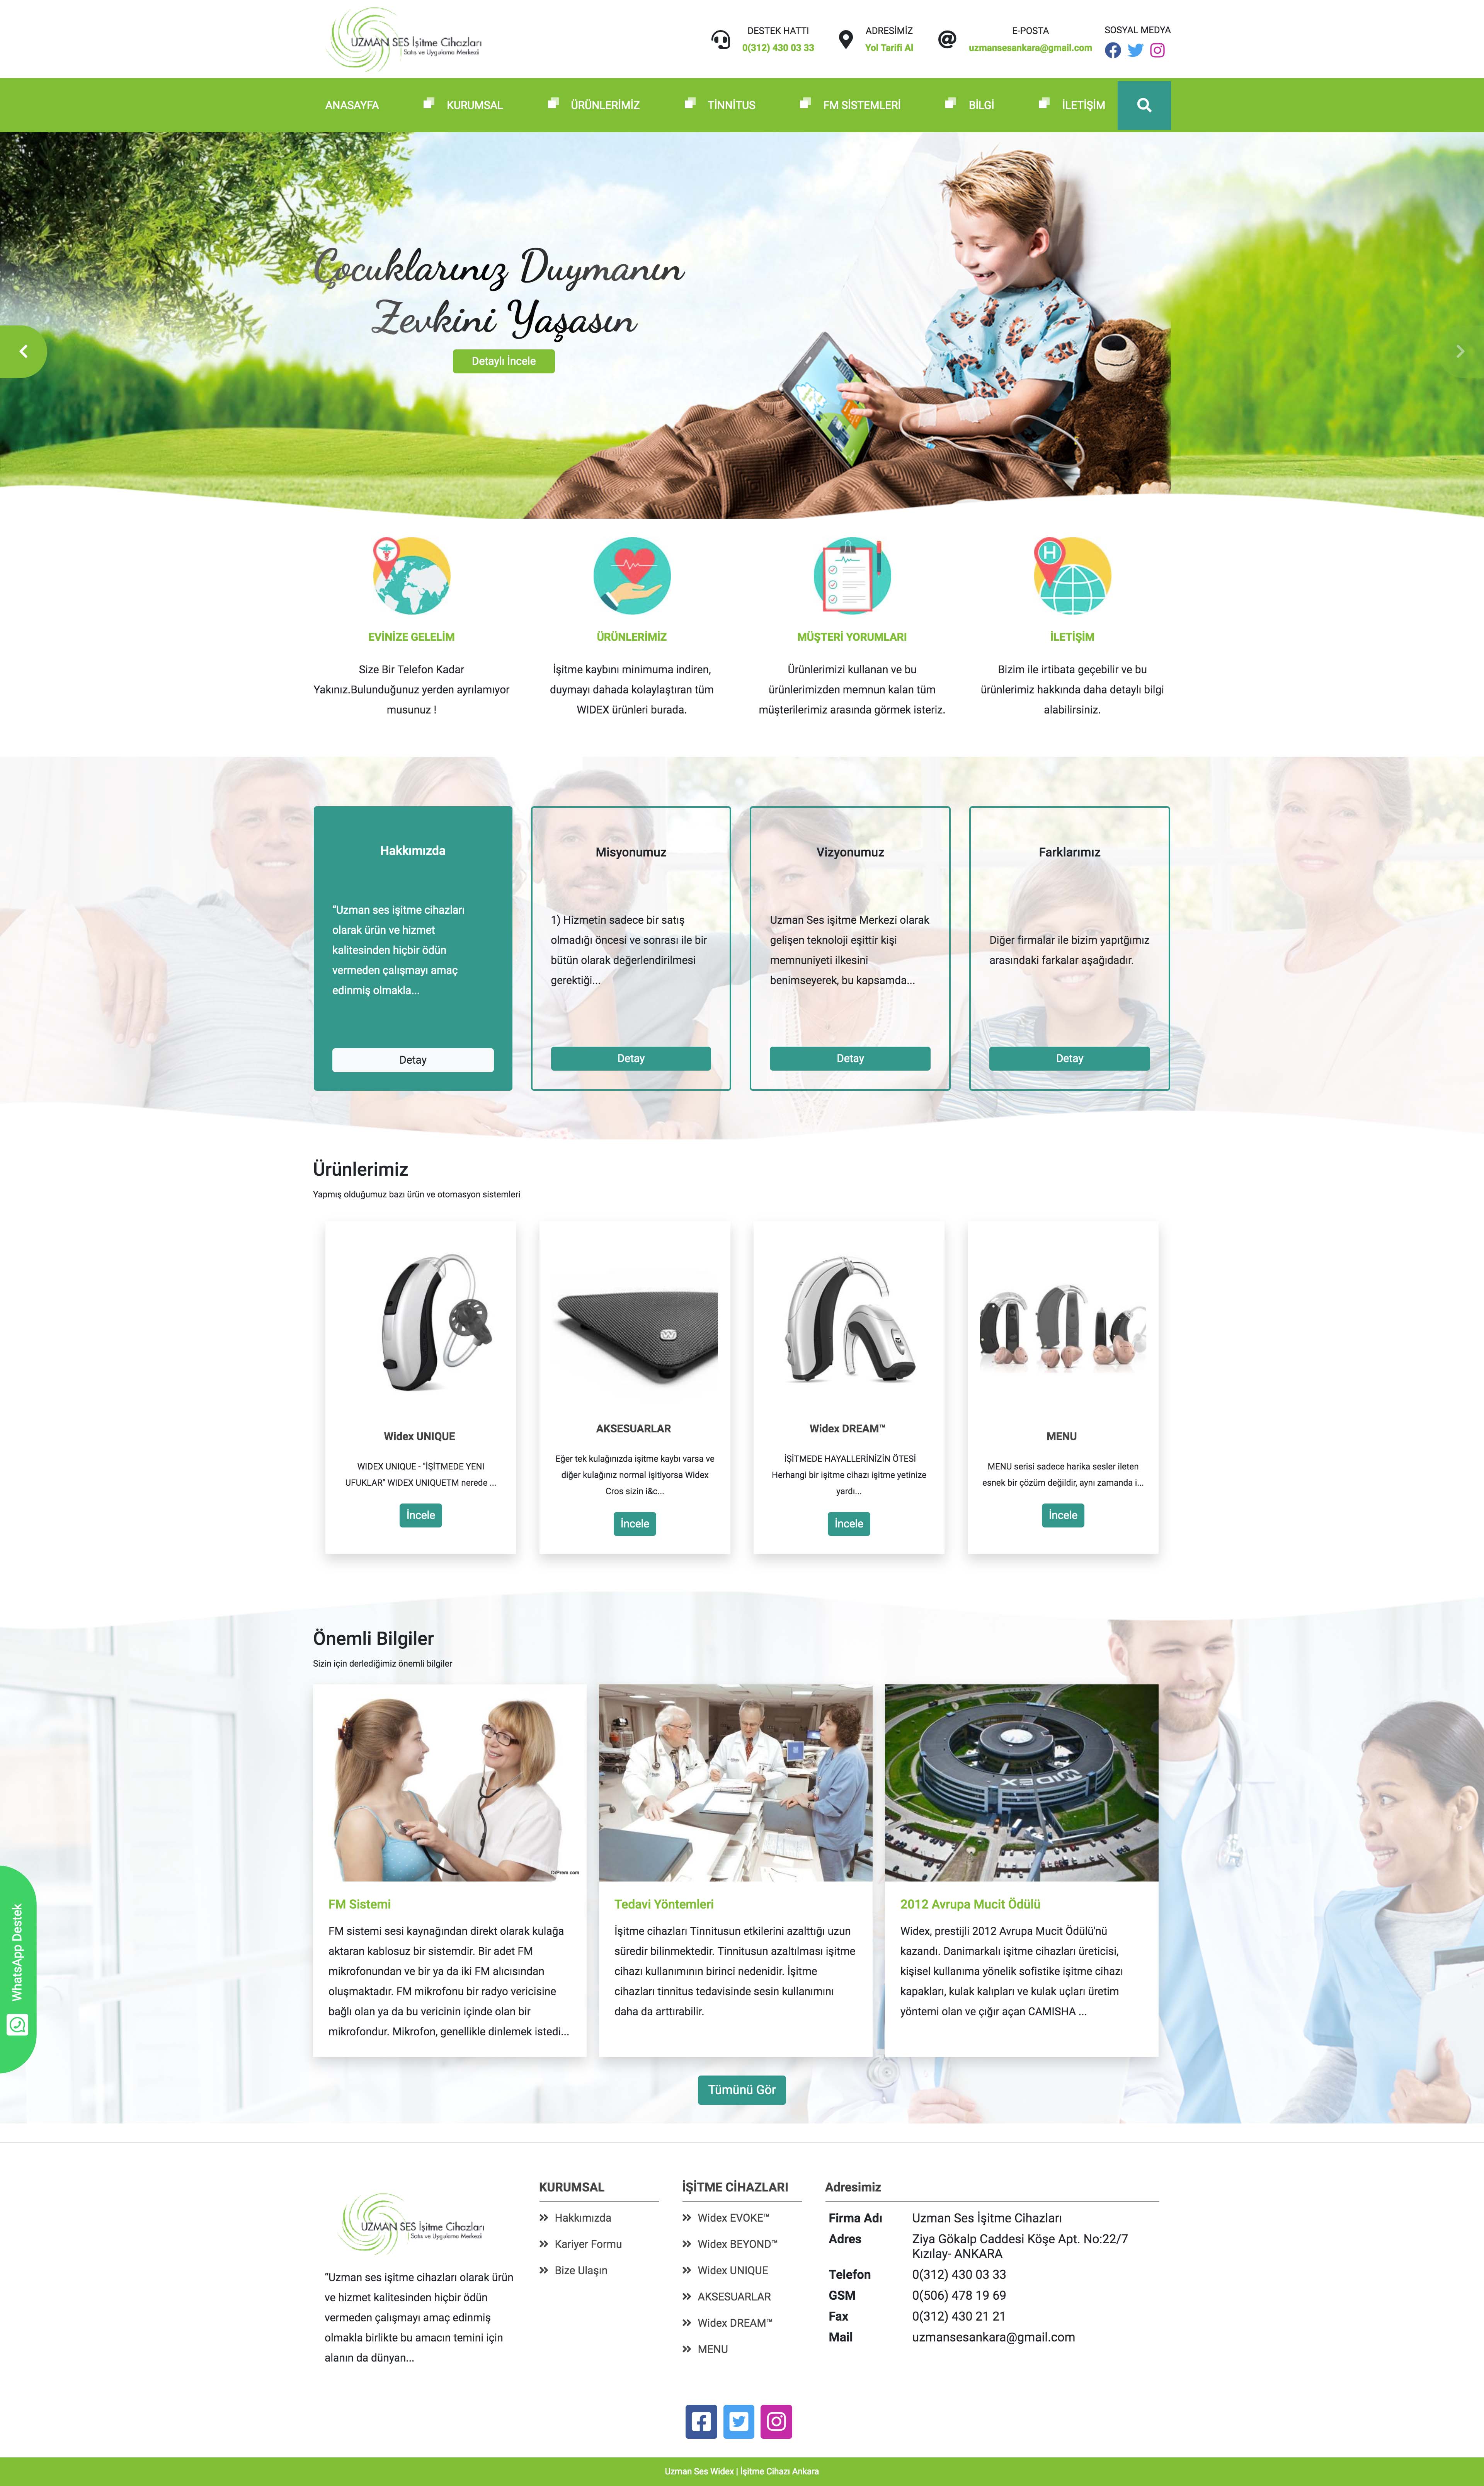 UZMAN SES İşitme Cihazları
Satış ve Uygulama Merkezi
DESTEK HATTI
0(312) 430 03 33
ADRESİMİZ
Yol Tarifi Al
E-POSTA
uzmansesankara@gmail.com
SOSYAL MEDYA
ANASAYFA
KURUMSAL
ÜRÜNLERİMİZ
TİNNİTUS
FM SİSTEMLERİ
BİLGİ
İLETİŞİM
Çocuklarınız Duymanın
Zevkini Yaşasın
Detaylı İncele
EVİNİZE GELELİM
Size Bir Telefon Kadar
Yakınız.Bulunduğunuz yerden ayrılamıyor
musunuz !
ÜRÜNLERİMİZ
İşitme kaybını minimuma indiren,
duymayı dahada kolaylaştıran tüm
WIDEX ürünleri burada.
MÜŞTERİ YORUMLARI
Ürünlerimizi kullanan ve bu
ürünlerimizden memnun kalan tüm
müşterilerimiz arasında görmek isteriz.
H
İLETİŞİM
Bizim ile irtibata geçebilir ve bu
ürünlerimiz hakkında daha detaylı bilgi
alabilirsiniz.
Hakkımızda
“Uzman ses işitme cihazları
olarak ürün ve hizmet
kalitesinden hiçbir ödün
vermeden çalışmayı amaç
edinmiş olmakla...
Detay
Misyonumuz
1) Hizmetin sadece bir satış
olmadığı öncesi ve sonrası ile bir
bütün olarak değerlendirilmesi
gerektiği...
Detay
Vizyonumuz
Uzman Ses işitme Merkezi olarak
gelişen teknoloji eşittir kişi
memnuniyeti ilkesini
benimseyerek, bu kapsamda...
Detay
Farklarımız
Diğer firmalar ile bizim yapıtğımız
arasındaki farkalar aşağıdadır.
Detay
Ürünlerimiz
Yapmış olduğumuz bazı ürün ve otomasyon sistemleri
Widex UNIQUE
WIDEX UNIQUE - "İŞİTMEDE YENI
UFUKLAR" WIDEX UNIQUETM nerede ...
İncele
AKSESUARLAR
Eğer tek kulağınızda işitme kaybı varsa ve
diğer kulağınız normal işitiyorsa Widex
Cros sizin i&c...
İncele
Widex DREAM™
İŞİTMEDE HAYALLERİNİZİN ÖTESİ
Herhangi bir işitme cihazı işitme yetinize
yardı...
İncele
MENU
MENU serisi sadece harika sesler ileten
esnek bir çözüm değildir, aynı zamanda i...
İncele
Önemli Bilgiler
Sizin için derlediğimiz önemli bilgiler
DrPrem.com
WIDEX
FM Sistemi
FM sistemi sesi kaynağından direkt olarak kulağa
aktaran kablosuz bir sistemdir. Bir adet FM
mikrofonundan ve bir ya da iki FM alıcısından
oluşmaktadır. FM mikrofonu bir radyo vericisine
bağlı olan ya da bu vericinin içinde olan bir
mikrofondur. Mikrofon, genellikle dinlemek istedi...
Tedavi Yöntemleri
İşitme cihazları Tinnitusun etkilerini azalttığı uzun
süredir bilinmektedir. Tinnitusun azaltılması işitme
cihazı kullanımının birinci nedenidir. İşitme
cihazları tinnitus tedavisinde sesin kullanımını
daha da arttırabilir.
2012 Avrupa Mucit Ödülü
Widex, prestijli 2012 Avrupa Mucit Ödülü'nü
kazandı. Danimarkalı işitme cihazları üreticisi,
kişisel kullanıma yönelik sofistike işitme cihazı
kapakları, kulak kalıpları ve kulak uçları üretim
yöntemi olan ve çığır açan CAMISHA ...
WhatsApp Destek
Tümünü Gör
UZMAN SES İşitme Cihazları
Satış ve Uygulama Merkezi
“Uzman ses işitme cihazları olarak ürün
ve hizmet kalitesinden hiçbir ödün
vermeden çalışmayı amaç edinmiş
olmakla birlikte bu amacın temini için
alanın da dünyan...
KURUMSAL
Hakkımızda
Kariyer Formu
Bize Ulaşın
İŞİTME CİHAZLARI
Widex EVOKE™
Widex BEYOND™
Widex UNIQUE
AKSESUARLAR
Widex DREAM™
MENU
Adresimiz
Firma Adı Uzman Ses İşitme Cihazları
Adres Ziya Gökalp Caddesi Köşe Apt. No:22/7
Kızılay- ANKARA
Telefon 0(312) 430 03 33
GSM 0(506) 478 19 69
Fax 0(312) 430 21 21
Mail uzmansesankara@gmail.com
Uzman Ses Widex | İşitme Cihazı Ankara